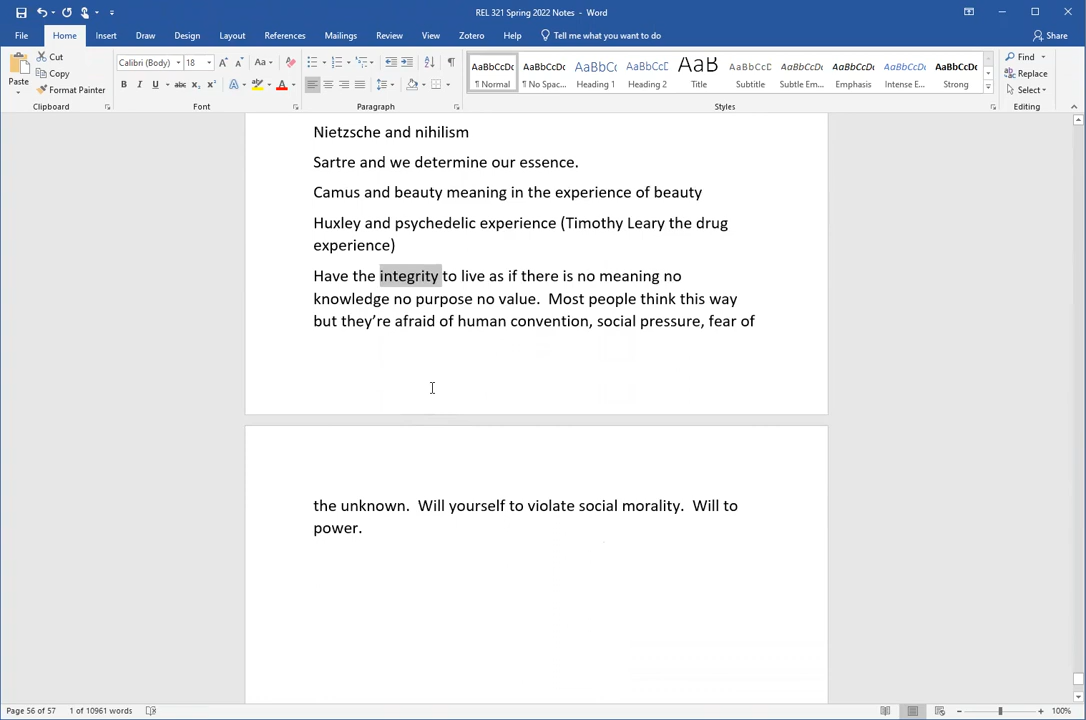 REL 321 Spring 2022 Notes - Word
File Home Insert Draw Design Layout References Mailings Review View Zotero Help Tell me what you want to do Share
Paste Cut Copy Format Painter
Calibri (Body) 18
AaBbCcDc AaBbCcDc AaBbCc AaBbCcC AaB AaBbCcD AaBbCcDc AaBbCcDc AaBbCcDc AaBbCcDc
¶ Normal ¶ No Spac... Heading 1 Heading 2 Title Subtitle Subtle Em... Emphasis Intense E... Strong
Find Replace Select
Clipboard Font Paragraph Styles Editing
Nietzsche and nihilism
Sartre and we determine our essence.
Camus and beauty meaning in the experience of beauty
Huxley and psychedelic experience (Timothy Leary the drug
experience)
Have the integrity to live as if there is no meaning no
knowledge no purpose no value.  Most people think this way
but they’re afraid of human convention, social pressure, fear of
the unknown.  Will yourself to violate social morality.  Will to
power.
Page 56 of 57 1 of 10961 words 100%